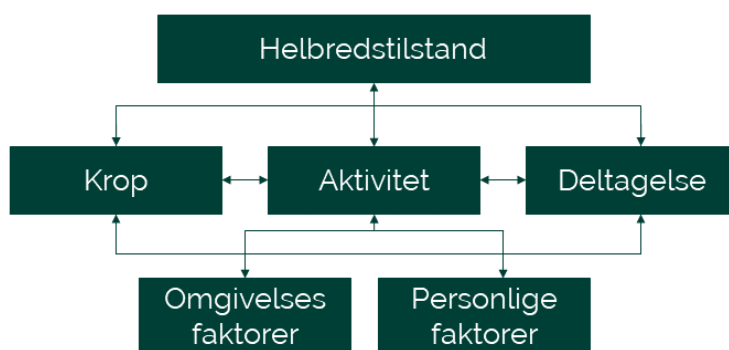 Helbredstilstand
Krop
Aktivitet
Deltagelse
Omgivelses
faktorer
Personlige
faktorer